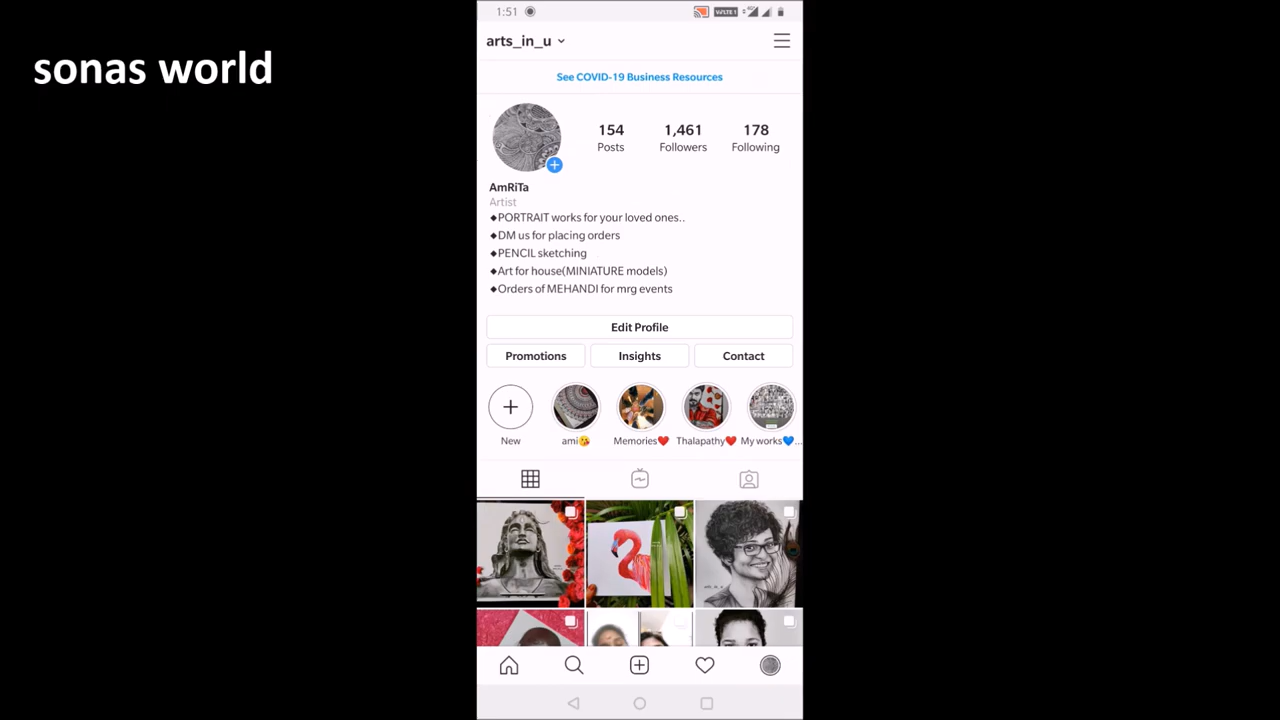 sonas world
1:51
VoLTE1 4G
arts_in_u
See COVID-19 Business Resources
154 1,461 178
Posts Followers Following
AmRiTa
Artist
◆PORTRAIT works for your loved ones..
◆DM us for placing orders
◆PENCIL sketching
◆Art for house(MINIATURE models)
◆Orders of MEHANDI for mrg events
Edit Profile
Promotions Insights Contact
New ami😘 Memories❤️ Thalapathy❤️ My works💙...